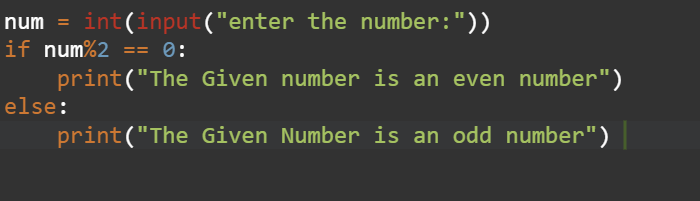 num = int(input("enter the number:"))
if num%2 == 0:
    print("The Given number is an even number")
else:
    print("The Given Number is an odd number")